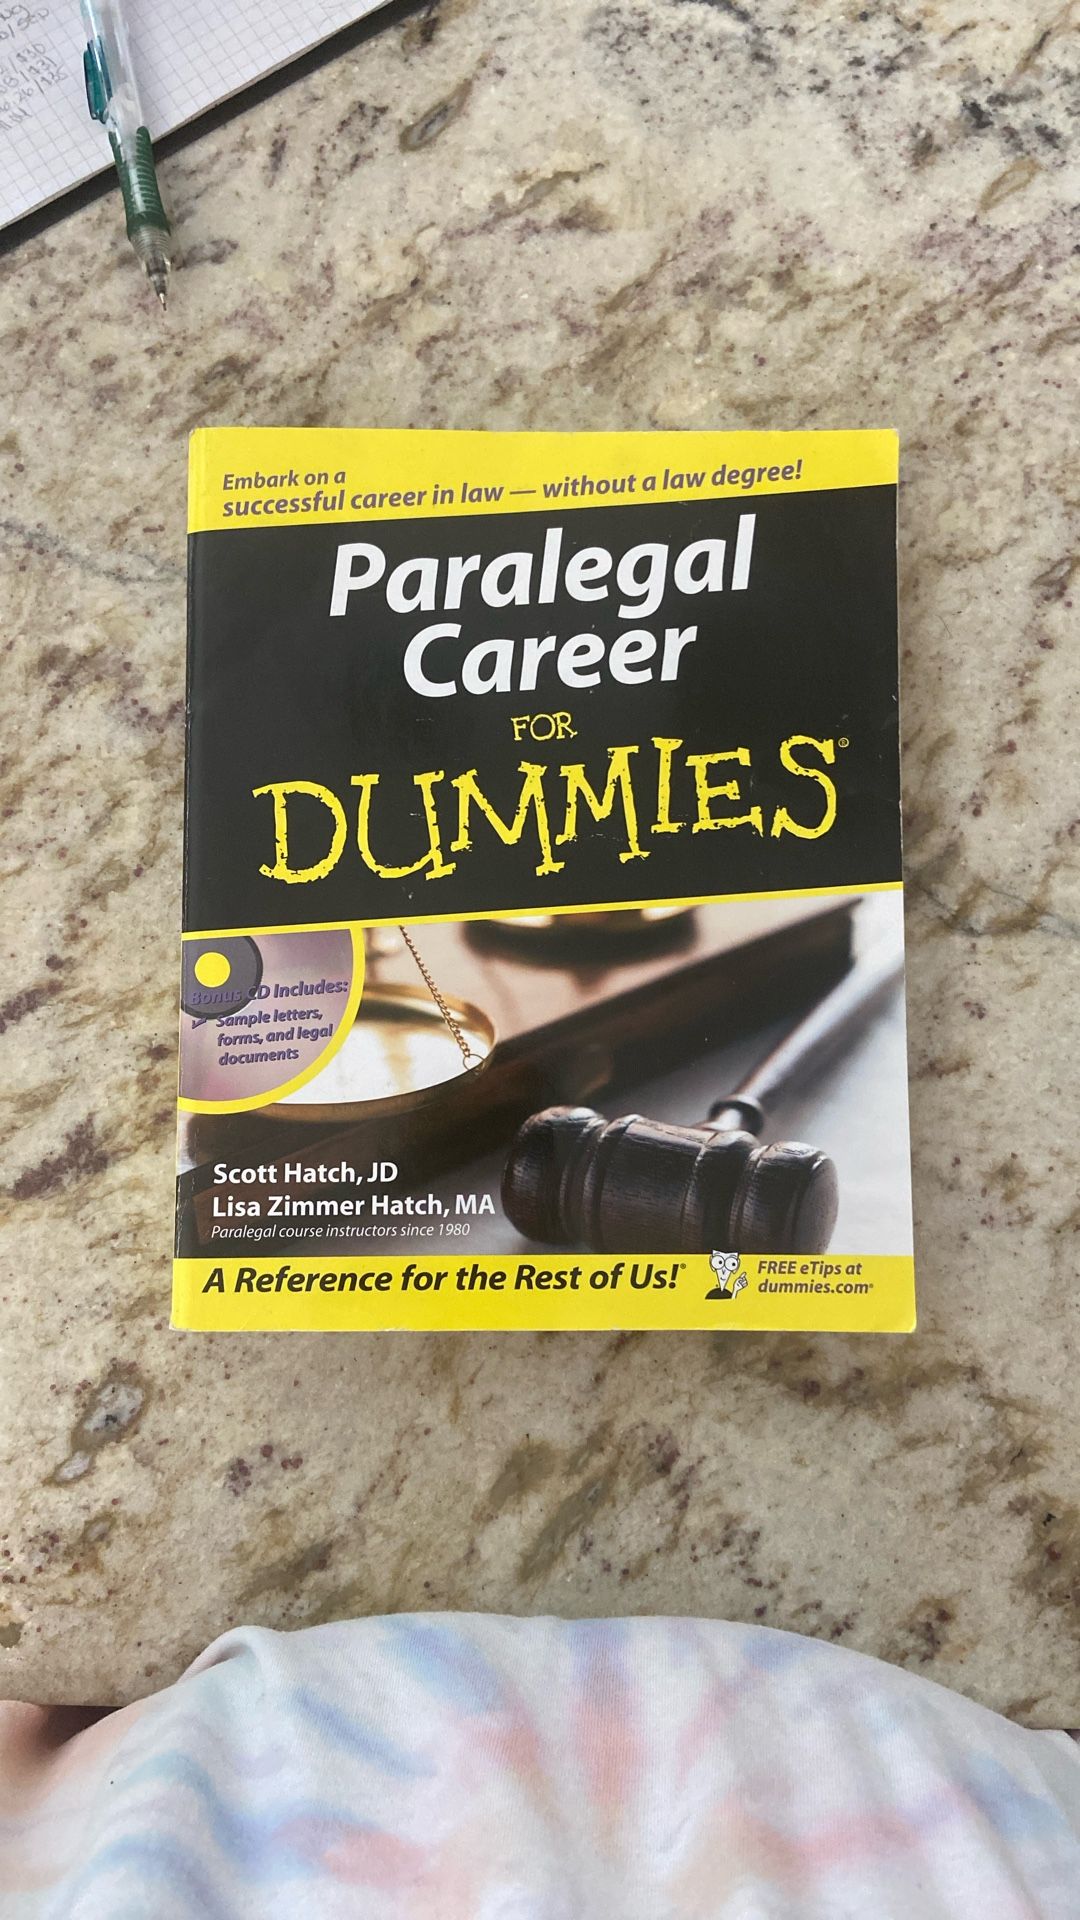 Embark on a
successful career in law — without a law degree!
Paralegal
Career
FOR
DUMMIES®
Bonus CD Includes:
Sample letters,
forms, and legal
documents
Scott Hatch, JD
Lisa Zimmer Hatch, MA
Paralegal course instructors since 1980
A Reference for the Rest of Us!®
FREE eTips at
dummies.com®